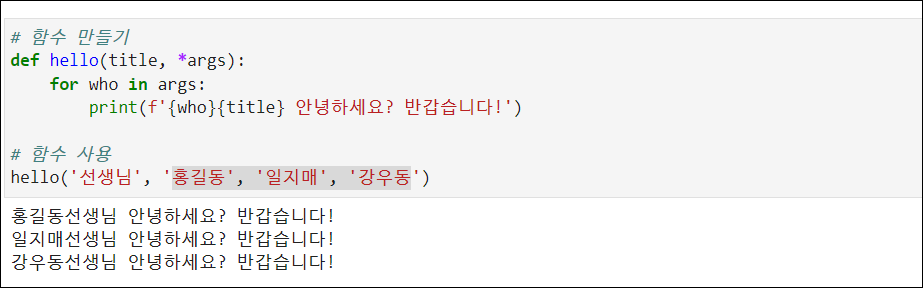 # 함수 만들기
def hello(title, *args):
    for who in args:
        print(f'{who}{title} 안녕하세요? 반갑습니다!')
# 함수 사용
hello('선생님', '홍길동', '일지매', '강우동')
홍길동선생님 안녕하세요? 반갑습니다!
일지매선생님 안녕하세요? 반갑습니다!
강우동선생님 안녕하세요? 반갑습니다!